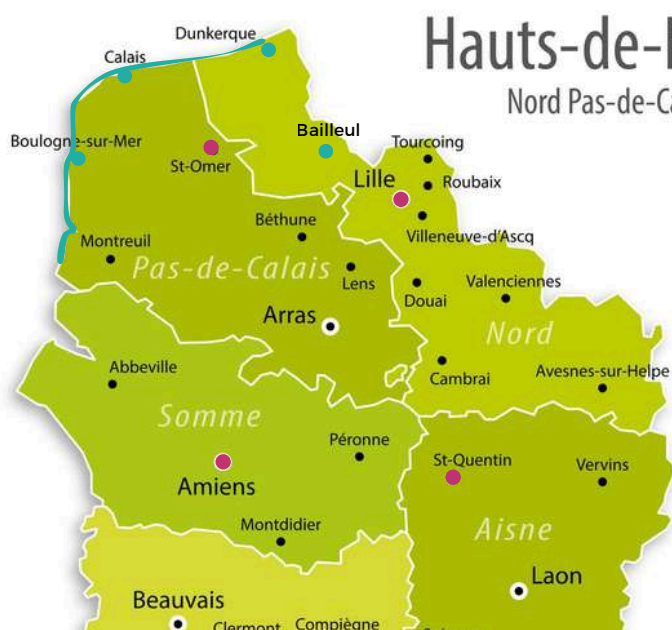 Hauts-de-
Nord Pas-de-Ca
Dunkerque
Calais
Bailleul
Boulogne-sur-Mer
St-Omer
Tourcoing
Lille
Roubaix
Villeneuve-d'Ascq
Béthune
Montreuil
Pas-de-Calais
Lens
Douai
Valenciennes
Arras
Nord
Abbeville
Cambrai
Avesnes-sur-Helpe
Somme
Péronne
St-Quentin
Vervins
Amiens
Montdidier
Aisne
Laon
Beauvais
Clermont
Compiègne